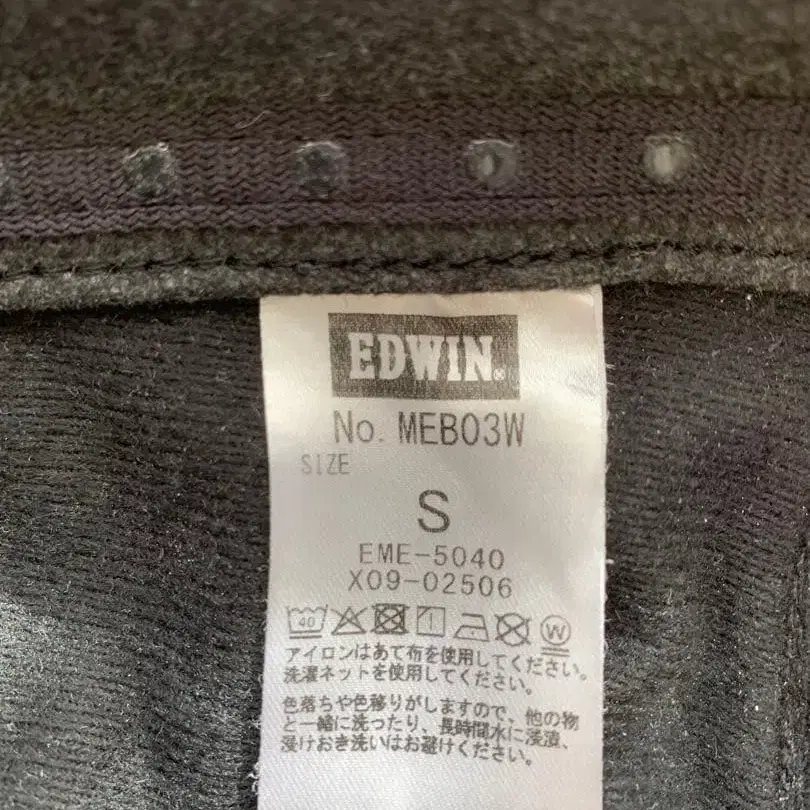 EDWIN®
No. MEB03W
SIZE
S
EME-5040
X09-02506
40
W
アイロンはあて布を使用してください。
洗濯ネットを使用してください。
色落ちや色移りがしますので、他の物
と一緒に洗ったり、長時間水に浸漬、
浸けおき洗いはお避けください。